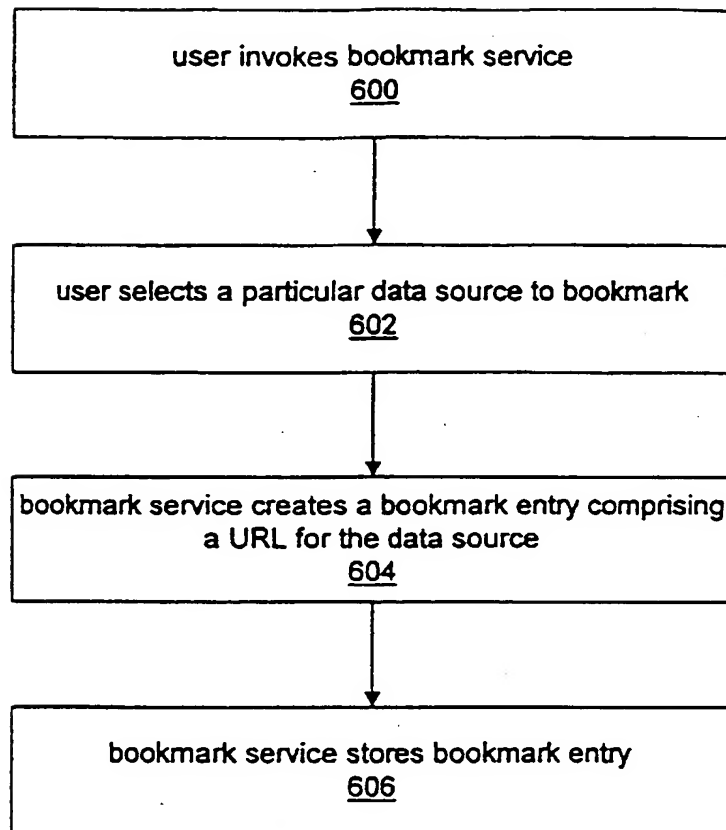 user invokes bookmark service
600
user selects a particular data source to bookmark
602
bookmark service creates a bookmark entry comprising
a URL for the data source
604
bookmark service stores bookmark entry
606